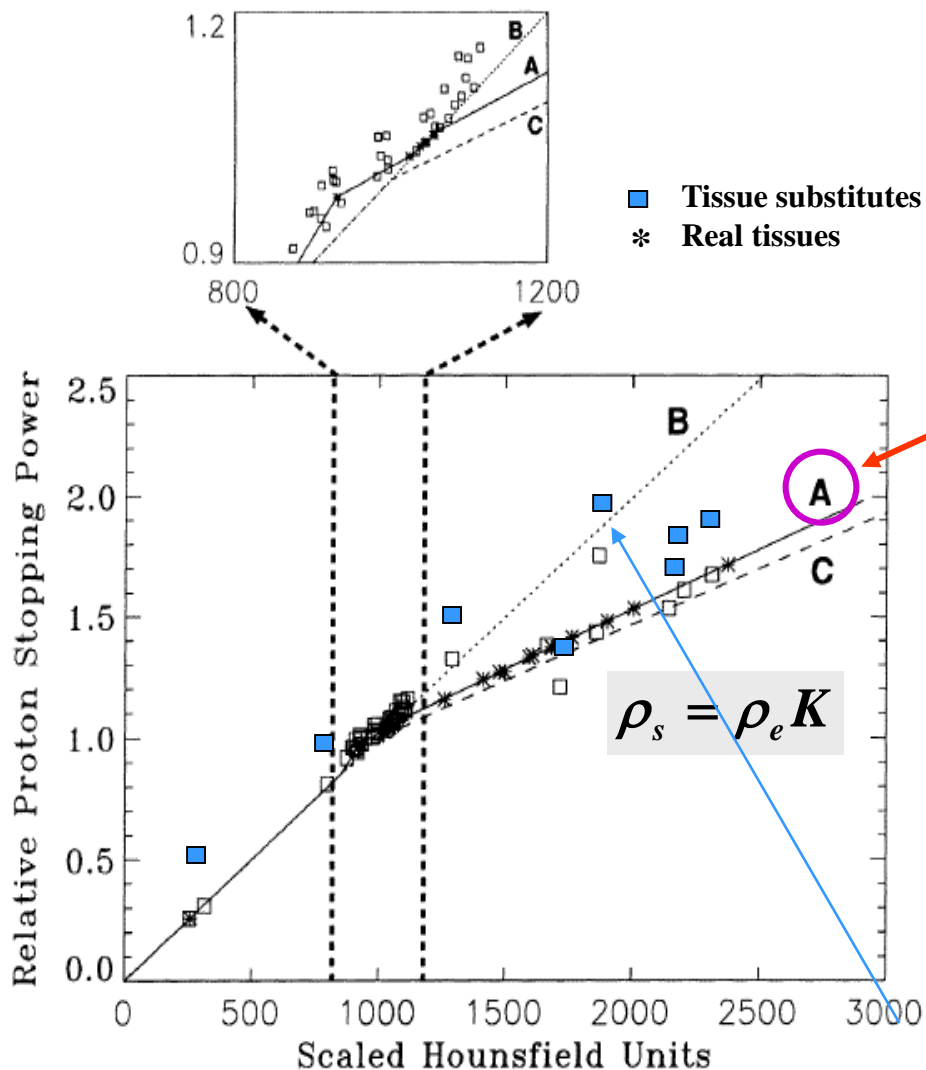 1.2
B
A
C
0.9
800
1200
Tissue substitutes
* Real tissues
Relative Proton Stopping Power
2.5
2.0
1.5
1.0
0.5
0.0
B
A
C
ρₛ = ρₑ K
0 500 1000 1500 2000 2500 3000
Scaled Hounsfield Units